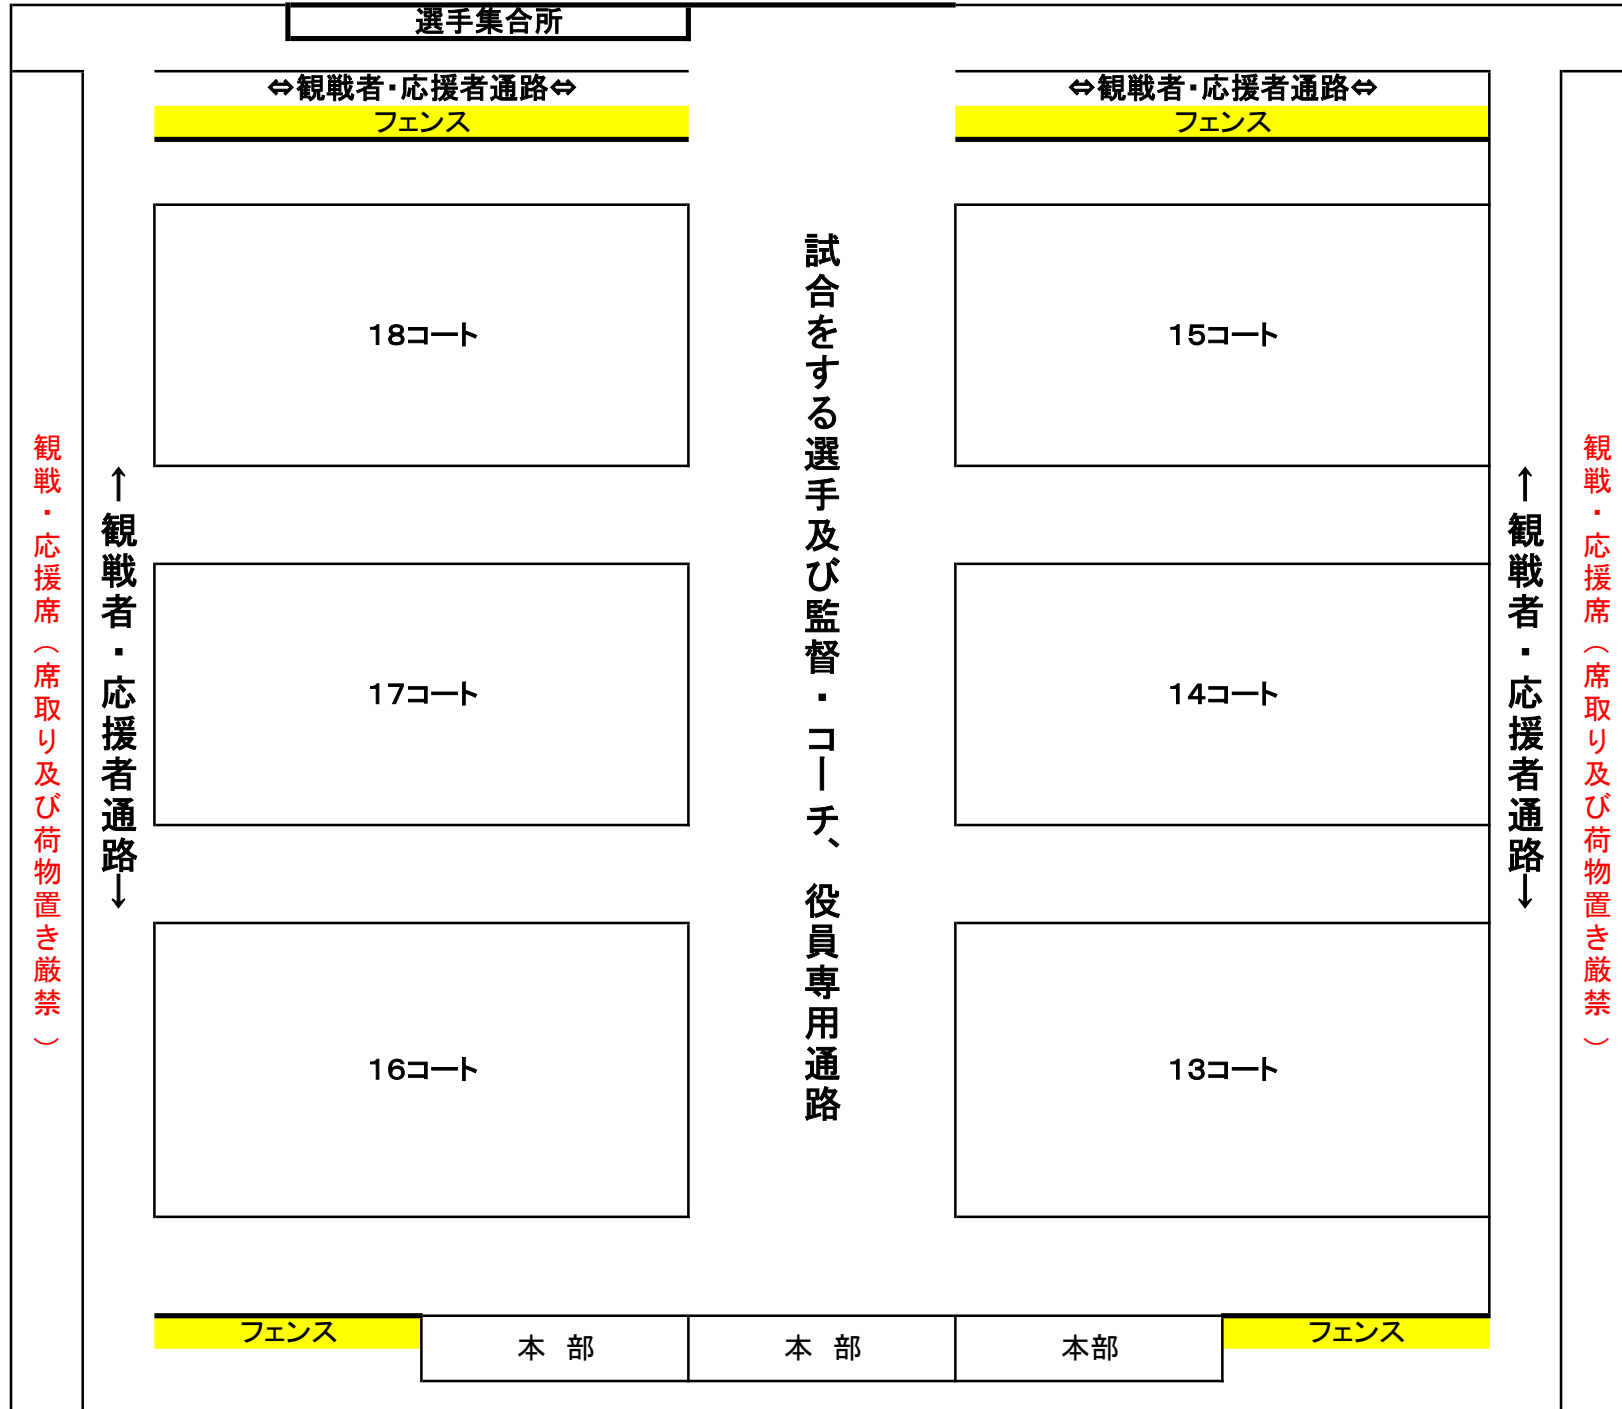 選手集合所
⇔観戦者・応援者通路⇔
⇔観戦者・応援者通路⇔
フェンス
フェンス
18コート
15コート
試合をする選手及び監督・コーチ、役員専用通路
観戦・応援席（席取り及び荷物置き厳禁）
↑観戦者・応援者通路↓
17コート
14コート
↑観戦者・応援者通路↓
観戦・応援席（席取り及び荷物置き厳禁）
16コート
13コート
フェンス
本　部
本　部
本部
フェンス